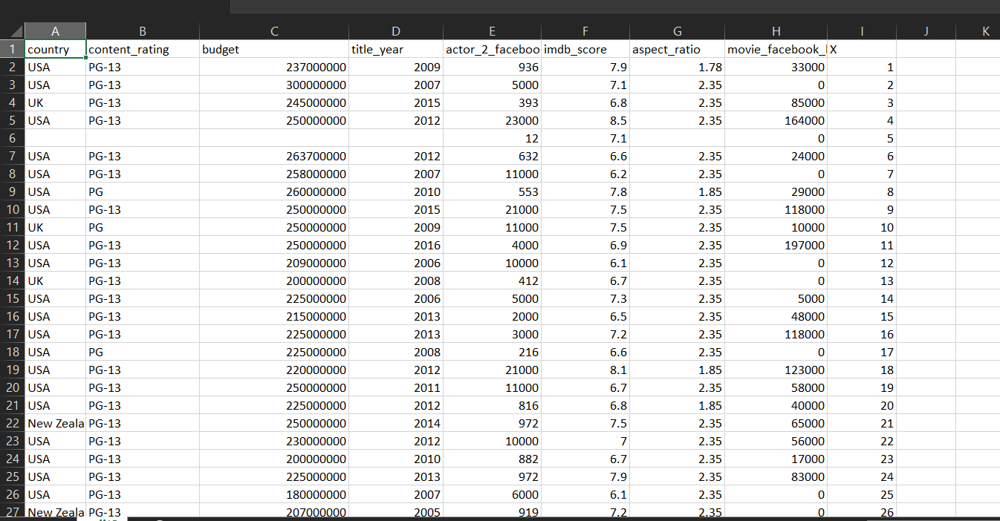 A B C D E F G H I J K
1 country content_rating budget title_year actor_2_faceboo imdb_score aspect_ratio movie_facebook_l X
2 USA PG-13 237000000 2009 936 7.9 1.78 33000 1
3 USA PG-13 300000000 2007 5000 7.1 2.35 0 2
4 UK PG-13 245000000 2015 393 6.8 2.35 85000 3
5 USA PG-13 250000000 2012 23000 8.5 2.35 164000 4
6 12 7.1 0 5
7 USA PG-13 263700000 2012 632 6.6 2.35 24000 6
8 USA PG-13 258000000 2007 11000 6.2 2.35 0 7
9 USA PG 260000000 2010 553 7.8 1.85 29000 8
10 USA PG-13 250000000 2015 21000 7.5 2.35 118000 9
11 UK PG 250000000 2009 11000 7.5 2.35 10000 10
12 USA PG-13 250000000 2016 4000 6.9 2.35 197000 11
13 USA PG-13 209000000 2006 10000 6.1 2.35 0 12
14 UK PG-13 200000000 2008 412 6.7 2.35 0 13
15 USA PG-13 225000000 2006 5000 7.3 2.35 5000 14
16 USA PG-13 215000000 2013 2000 6.5 2.35 48000 15
17 USA PG-13 225000000 2013 3000 7.2 2.35 118000 16
18 USA PG 225000000 2008 216 6.6 2.35 0 17
19 USA PG-13 220000000 2012 21000 8.1 1.85 123000 18
20 USA PG-13 250000000 2011 11000 6.7 2.35 58000 19
21 USA PG-13 225000000 2012 816 6.8 1.85 40000 20
22 New Zeala PG-13 250000000 2014 972 7.5 2.35 65000 21
23 USA PG-13 230000000 2012 10000 7 2.35 56000 22
24 USA PG-13 200000000 2010 882 6.7 2.35 17000 23
25 USA PG-13 225000000 2013 972 7.9 2.35 83000 24
26 USA PG-13 180000000 2007 6000 6.1 2.35 0 25
27 New Zeala PG-13 207000000 2005 919 7.2 2.35 0 26